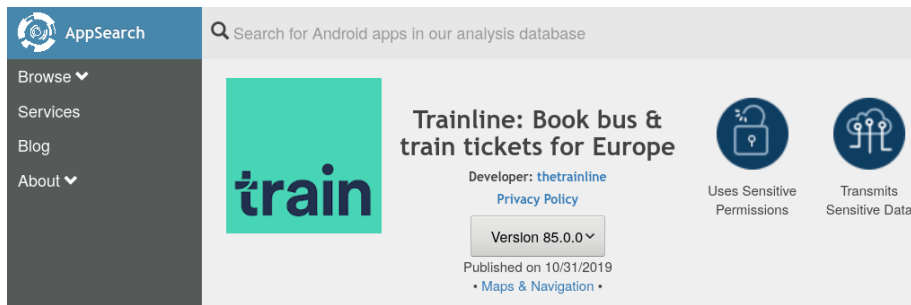 AppSearch
Search for Android apps in our analysis database
Browse
Services
Blog
About
train
Trainline: Book bus &
train tickets for Europe
Developer: thetrainline
Privacy Policy
Version 85.0.0
Published on 10/31/2019
• Maps & Navigation •
Uses Sensitive
Permissions
Transmits
Sensitive Data